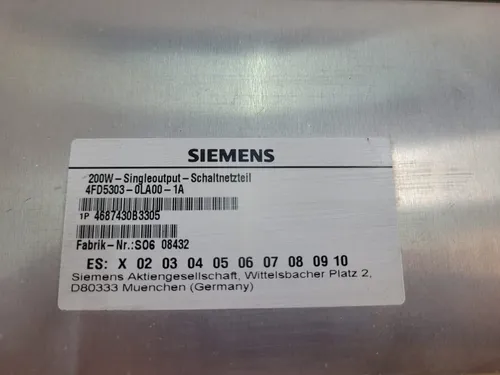 SIEMENS
200W-Singleoutput-Schaltnetzteil
4FD5303-0LA00-1A
1P 4687430B3305
Fabrik-Nr.:SO6 08432
ES: X 02 03 04 05 06 07 08 09 10
Siemens Aktiengesellschaft, Wittelsbacher Platz 2,
D80333 Muenchen (Germany)